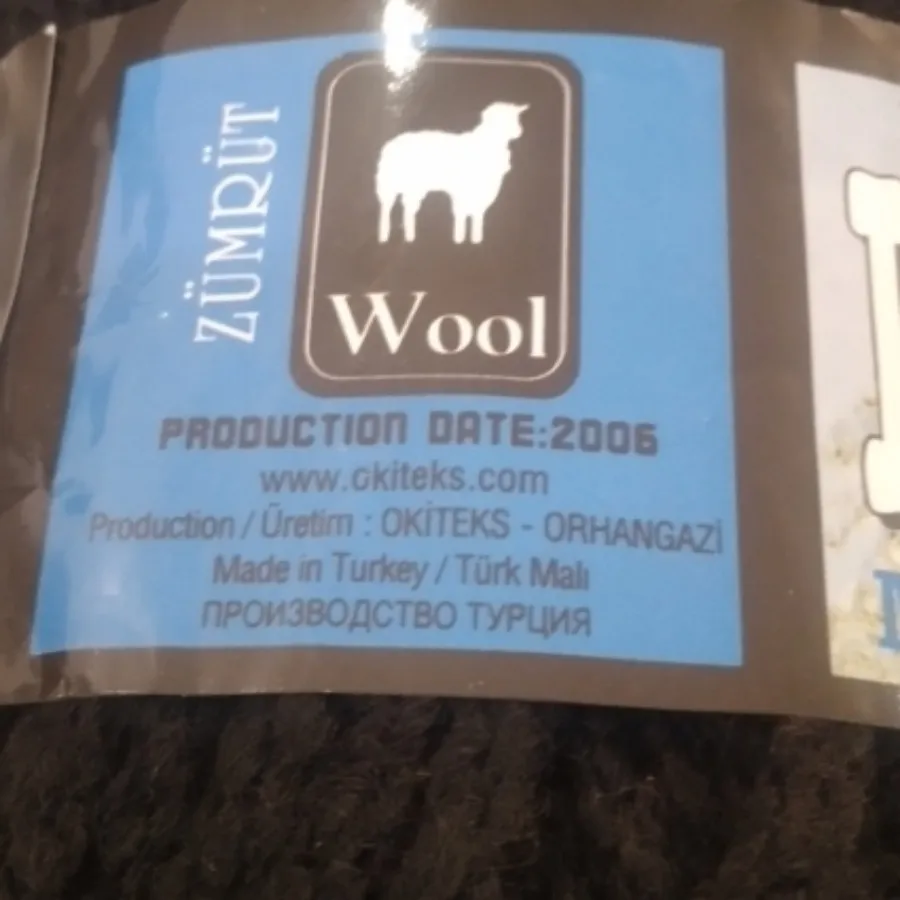 ZÜMRÜT
Wool
PRODUCTION DATE:2006
www.okiteks.com
Production / Üretim : OKİTEKS - ORHANGAZİ
Made in Turkey / Türk Malı
ПРОИЗВОДСТВО ТУРЦИЯ